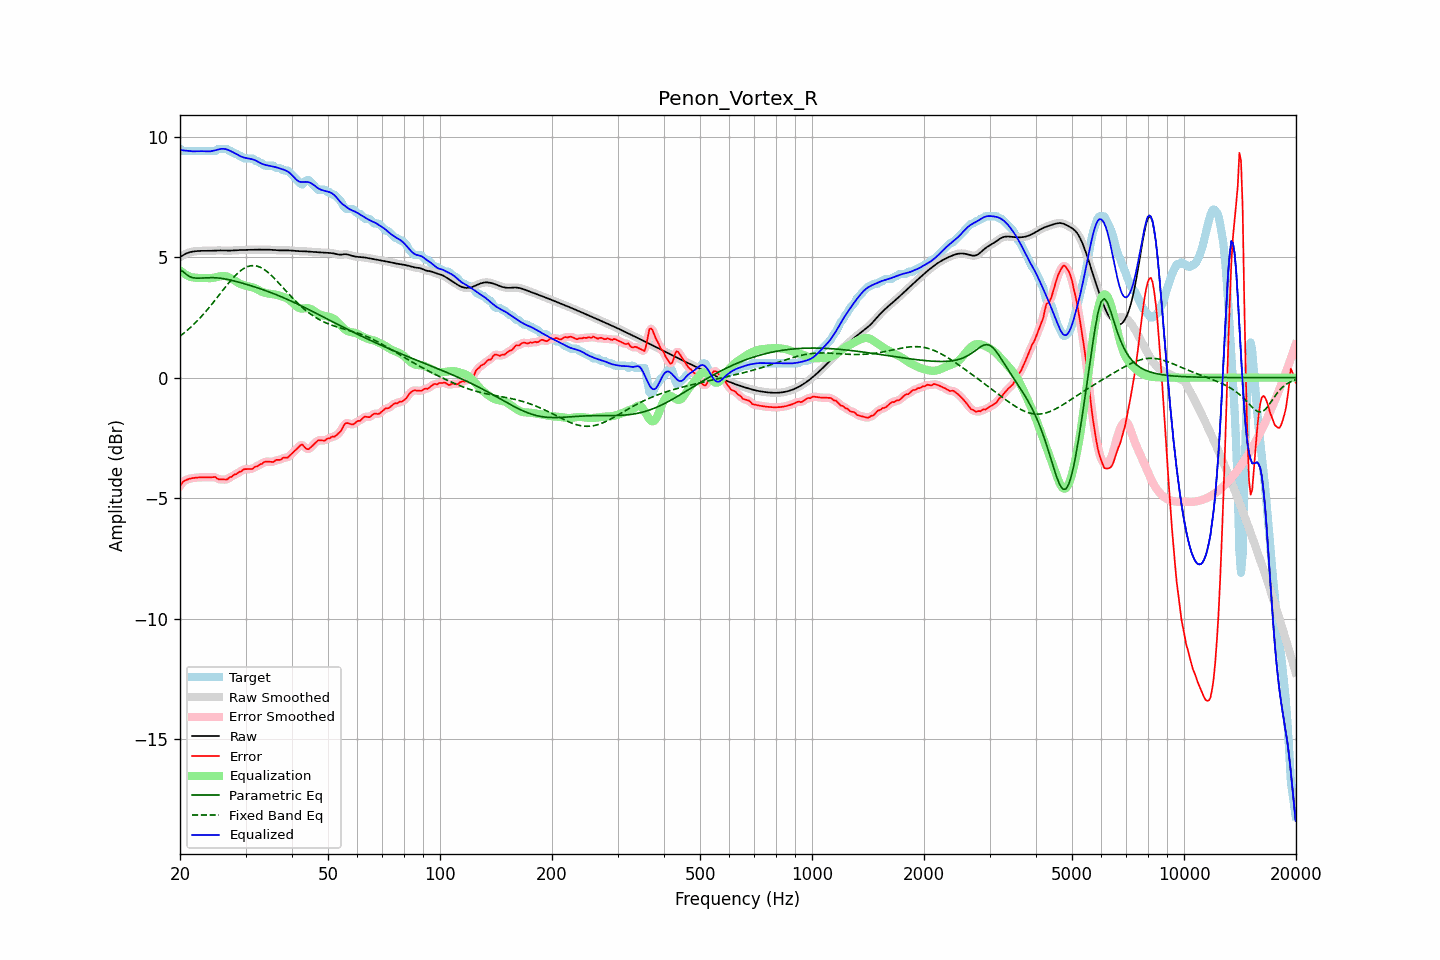 Penon_Vortex_R
Amplitude (dBr)
10
5
0
−5
−10
−15
Target
Raw Smoothed
Error Smoothed
Raw
Error
Equalization
Parametric Eq
Fixed Band Eq
Equalized
20 50 100 200 500 1000 2000 5000 10000 20000
Frequency (Hz)